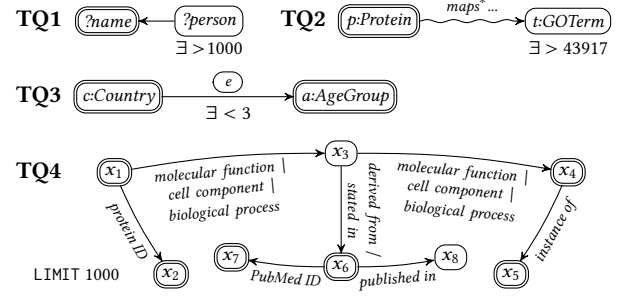 TQ1 ?name ?person
∃ >1000
TQ2 p:Protein maps*... t:GOTerm
∃ > 43917
TQ3 c:Country e a:AgeGroup
∃ < 3
TQ4 x₁ x₃ x₄
molecular function |
cell component |
biological process
derived from |
stated in
molecular function |
cell component |
biological process
protein ID
instance of
x₇ x₆ x₈
PubMed ID published in
LIMIT 1000 x₂ x₅